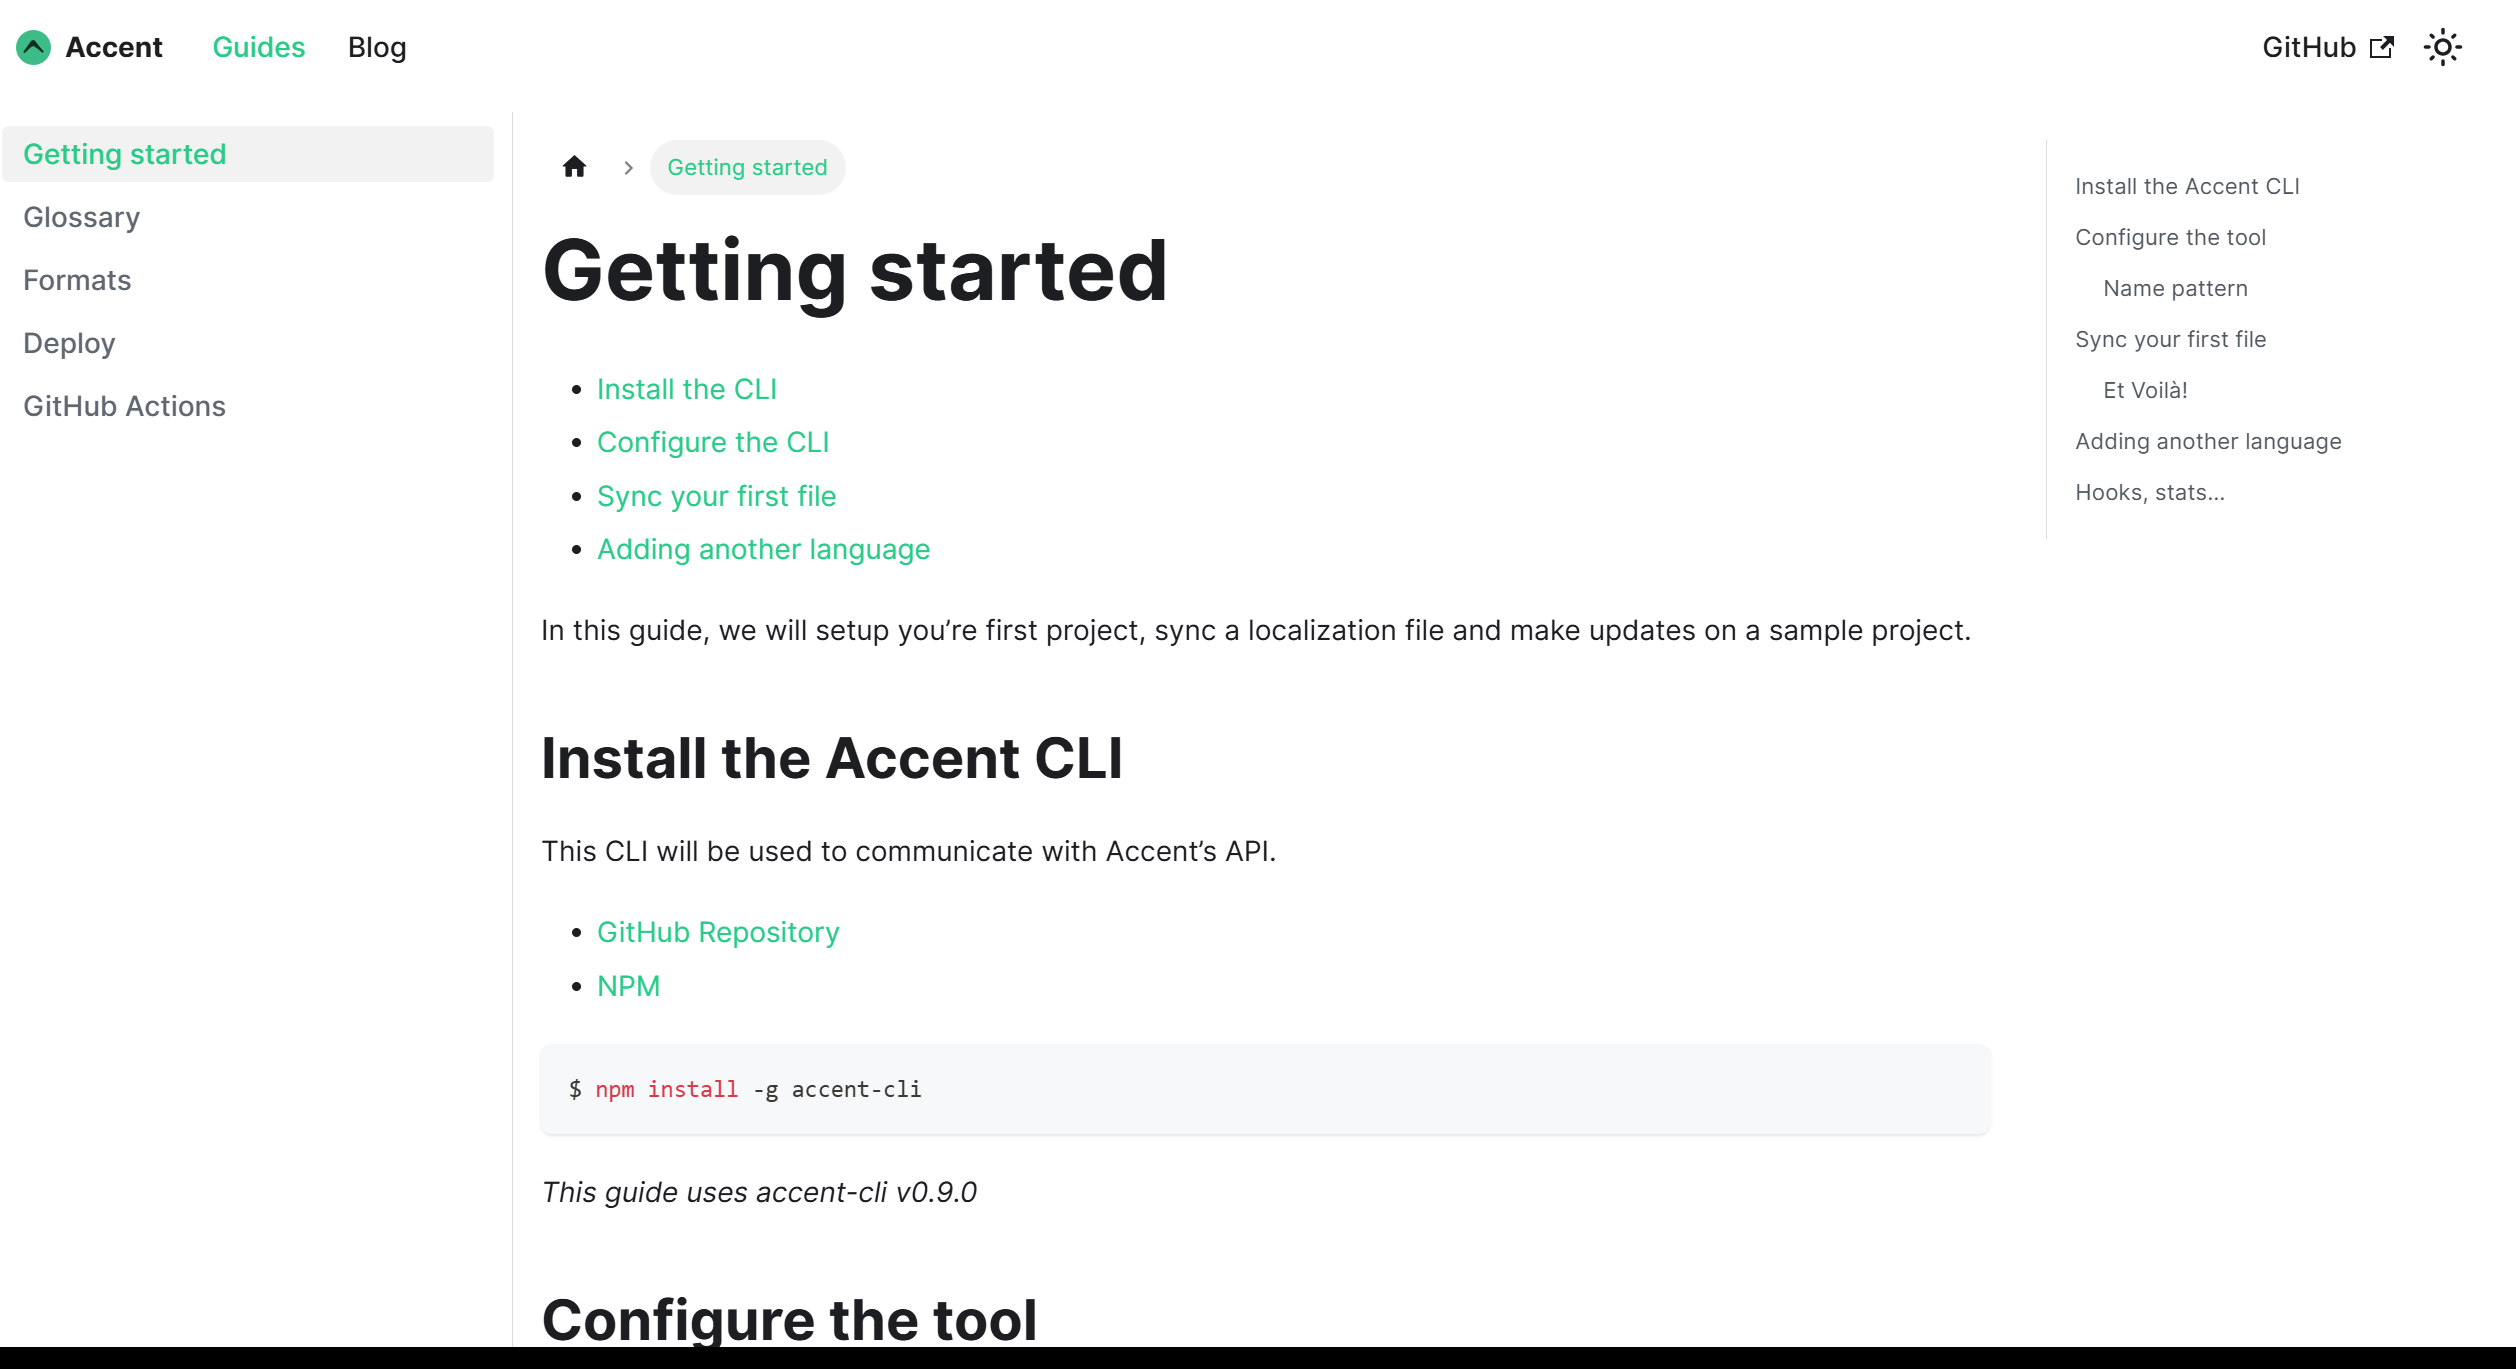 Accent Guides Blog GitHub
Getting started
Glossary
Formats
Deploy
GitHub Actions
Getting started
Getting started
Install the CLI
Configure the CLI
Sync your first file
Adding another language
In this guide, we will setup you’re first project, sync a localization file and make updates on a sample project.
Install the Accent CLI
This CLI will be used to communicate with Accent’s API.
GitHub Repository
NPM
$ npm install -g accent-cli
This guide uses accent-cli v0.9.0
Configure the tool
Install the Accent CLI
Configure the tool
Name pattern
Sync your first file
Et Voilà!
Adding another language
Hooks, stats...